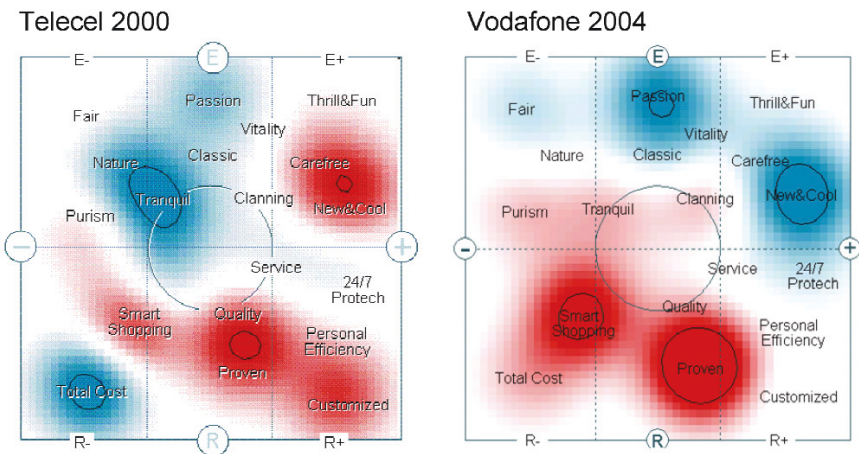 Telecel 2000
E-
E
E+
Passion
Thrill&Fun
Fair
Vitality
Nature
Classic
Carefree
Tranquil
Clanning
New&Cool
Purism
-
+
Service
24/7
Protech
Smart
Shopping
Quality
Personal
Efficiency
Proven
Total Cost
Customized
R-
R
R+
Vodafone 2004
E-
E
E+
Fair
Passion
Thrill&Fun
Vitality
Nature
Classic
Carefree
New&Cool
Purism
Tranquil
Clanning
-
+
Service
24/7
Protech
Quality
Smart
Shopping
Personal
Efficiency
Proven
Total Cost
Customized
R-
R
R+